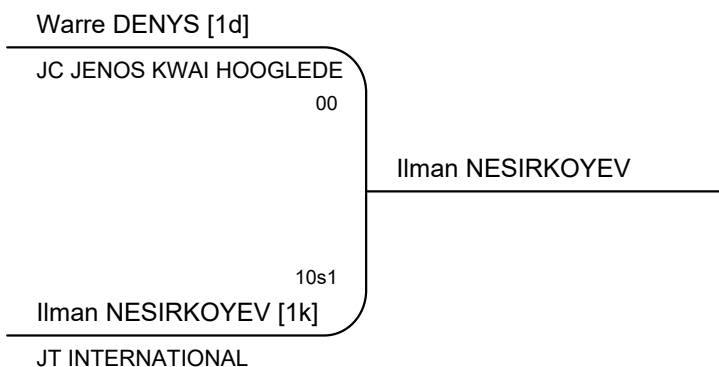 Warre DENYS [1d]
JC JENOS KWAI HOOGLEDE
00
Ilman NESIRKOYEV
10s1
Ilman NESIRKOYEV [1k]
JT INTERNATIONAL